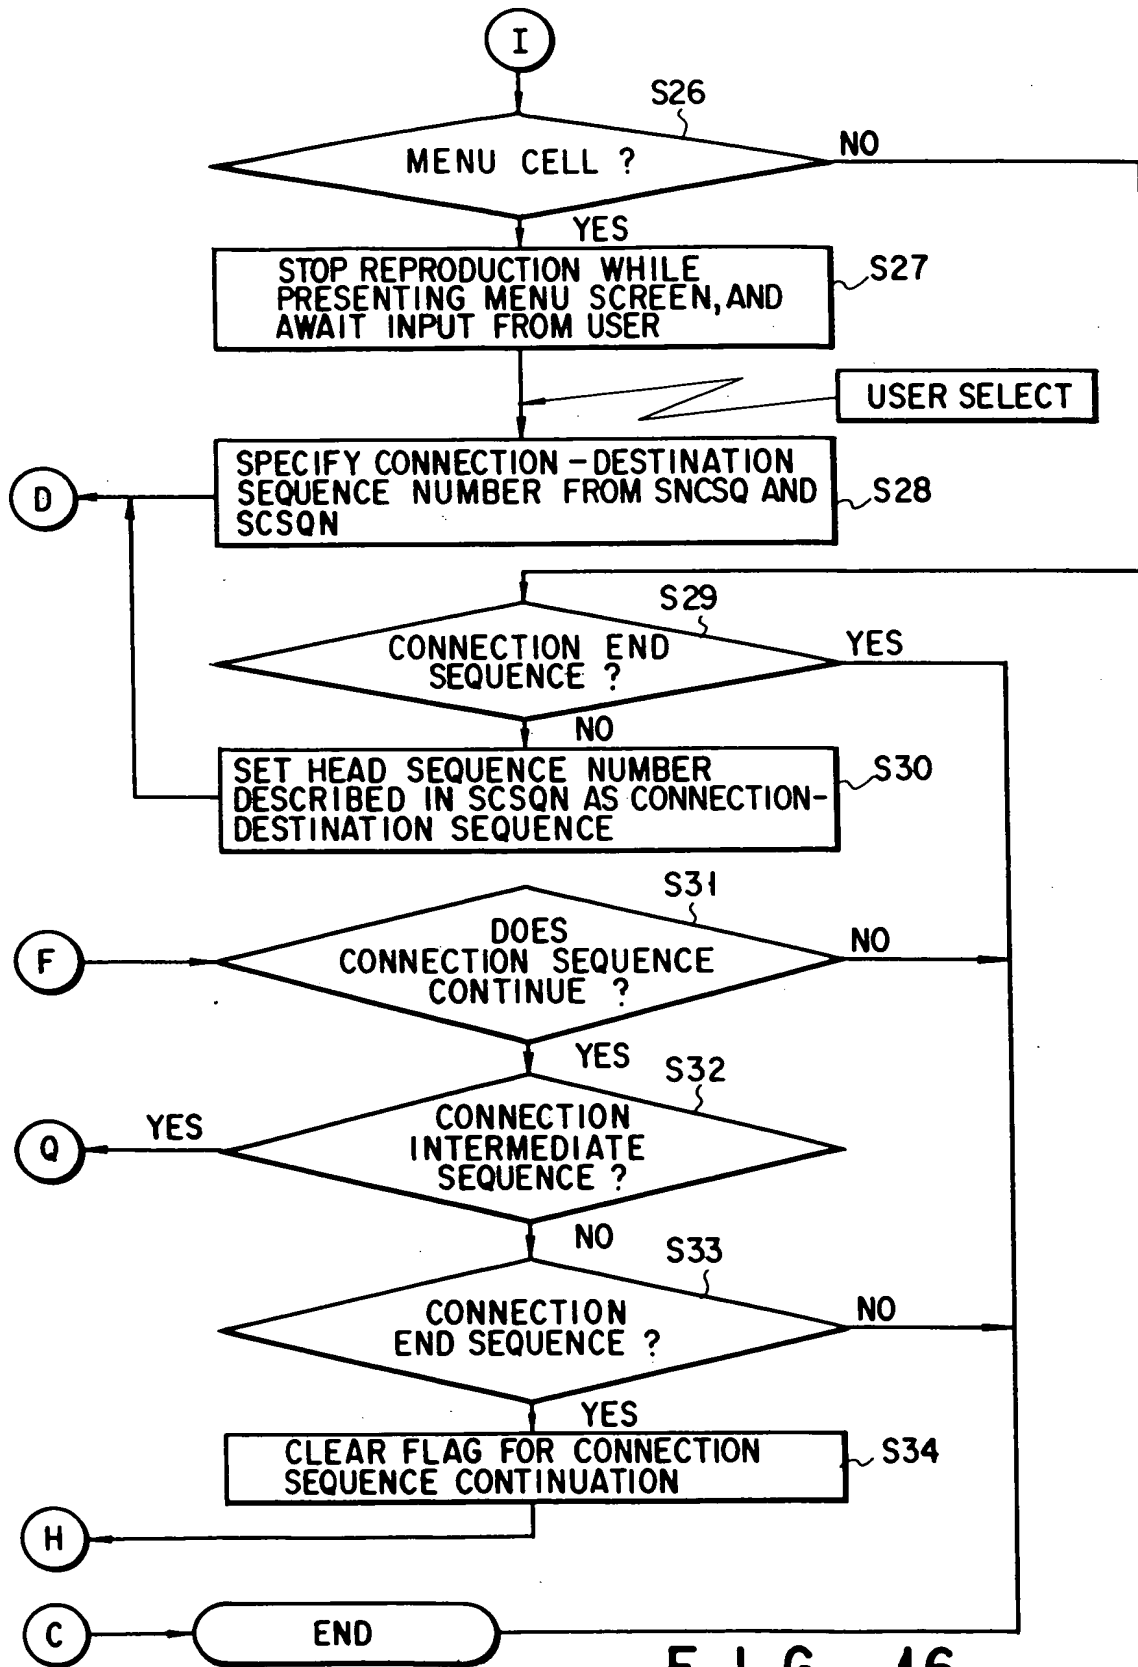 I
S26
MENU CELL ?
NO
YES
STOP REPRODUCTION WHILE
PRESENTING MENU SCREEN, AND
AWAIT INPUT FROM USER
S27
USER SELECT
SPECIFY CONNECTION-DESTINATION
SEQUENCE NUMBER FROM SNCSQ AND
SCSQN
S28
D
S29
CONNECTION END
SEQUENCE ?
YES
NO
SET HEAD SEQUENCE NUMBER
DESCRIBED IN SCSQN AS CONNECTION-
DESTINATION SEQUENCE
S30
S31
F
DOES
CONNECTION SEQUENCE
CONTINUE ?
NO
YES
S32
Q
YES
CONNECTION
INTERMEDIATE
SEQUENCE ?
NO
S33
CONNECTION
END SEQUENCE ?
NO
YES
CLEAR FLAG FOR CONNECTION
SEQUENCE CONTINUATION
S34
H
C
END
FIG. 46